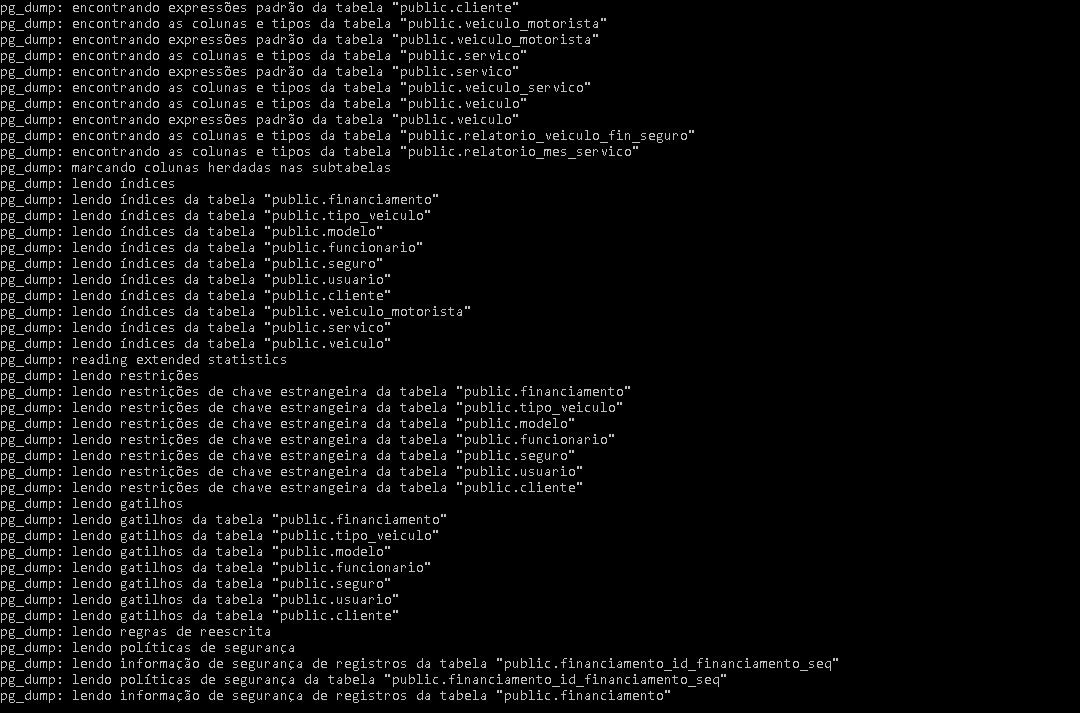 pg_dump: encontrando expressões padrão da tabela "public.cliente"
pg_dump: encontrando as colunas e tipos da tabela "public.veiculo_motorista"
pg_dump: encontrando expressões padrão da tabela "public.veiculo_motorista"
pg_dump: encontrando as colunas e tipos da tabela "public.servico"
pg_dump: encontrando expressões padrão da tabela "public.servico"
pg_dump: encontrando as colunas e tipos da tabela "public.veiculo_servico"
pg_dump: encontrando as colunas e tipos da tabela "public.veiculo"
pg_dump: encontrando expressões padrão da tabela "public.veiculo"
pg_dump: encontrando as colunas e tipos da tabela "public.relatorio_veiculo_fin_seguro"
pg_dump: encontrando as colunas e tipos da tabela "public.relatorio_mes_servico"
pg_dump: marcando colunas herdadas nas subtabelas
pg_dump: lendo índices
pg_dump: lendo índices da tabela "public.financiamento"
pg_dump: lendo índices da tabela "public.tipo_veiculo"
pg_dump: lendo índices da tabela "public.modelo"
pg_dump: lendo índices da tabela "public.funcionario"
pg_dump: lendo índices da tabela "public.seguro"
pg_dump: lendo índices da tabela "public.usuario"
pg_dump: lendo índices da tabela "public.cliente"
pg_dump: lendo índices da tabela "public.veiculo_motorista"
pg_dump: lendo índices da tabela "public.servico"
pg_dump: lendo índices da tabela "public.veiculo"
pg_dump: reading extended statistics
pg_dump: lendo restrições
pg_dump: lendo restrições de chave estrangeira da tabela "public.financiamento"
pg_dump: lendo restrições de chave estrangeira da tabela "public.tipo_veiculo"
pg_dump: lendo restrições de chave estrangeira da tabela "public.modelo"
pg_dump: lendo restrições de chave estrangeira da tabela "public.funcionario"
pg_dump: lendo restrições de chave estrangeira da tabela "public.seguro"
pg_dump: lendo restrições de chave estrangeira da tabela "public.usuario"
pg_dump: lendo restrições de chave estrangeira da tabela "public.cliente"
pg_dump: lendo gatilhos
pg_dump: lendo gatilhos da tabela "public.financiamento"
pg_dump: lendo gatilhos da tabela "public.tipo_veiculo"
pg_dump: lendo gatilhos da tabela "public.modelo"
pg_dump: lendo gatilhos da tabela "public.funcionario"
pg_dump: lendo gatilhos da tabela "public.seguro"
pg_dump: lendo gatilhos da tabela "public.usuario"
pg_dump: lendo gatilhos da tabela "public.cliente"
pg_dump: lendo regras de reescrita
pg_dump: lendo políticas de segurança
pg_dump: lendo informação de segurança de registros da tabela "public.financiamento_id_financiamento_seq"
pg_dump: lendo políticas de segurança da tabela "public.financiamento_id_financiamento_seq"
pg_dump: lendo informação de segurança de registros da tabela "public.financiamento"